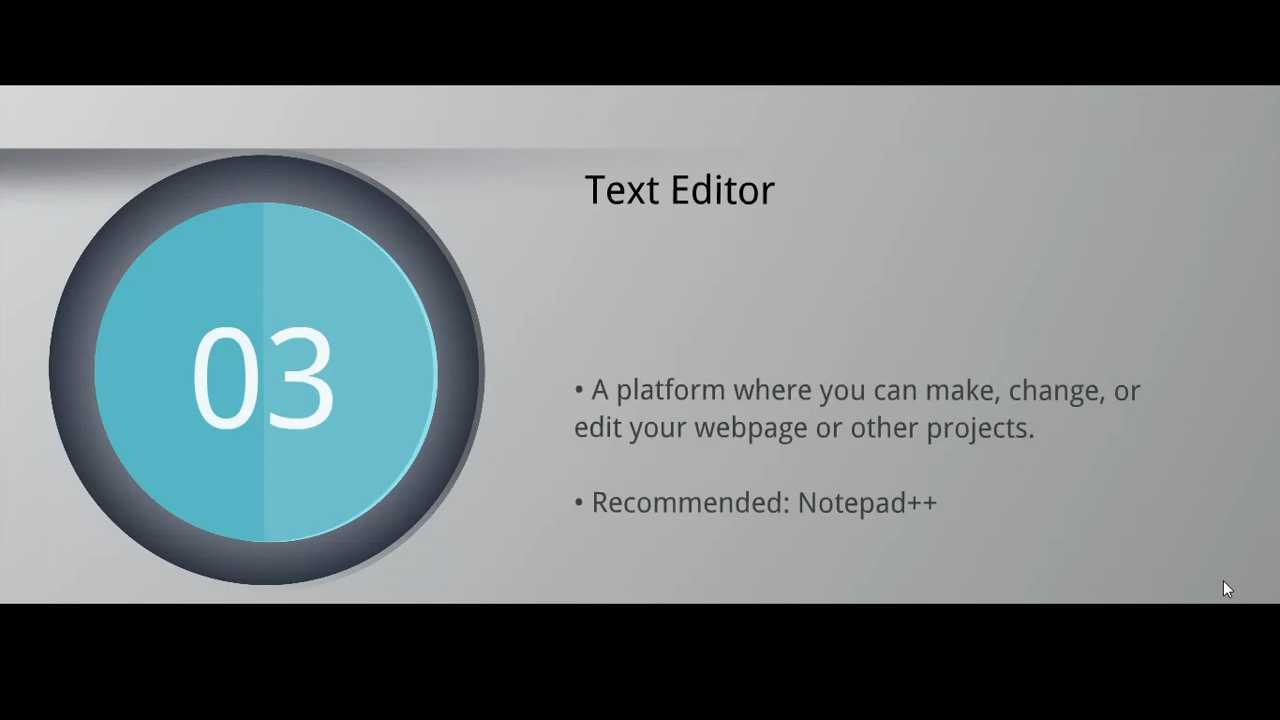 03
Text Editor
• A platform where you can make, change, or
edit your webpage or other projects.
• Recommended: Notepad++